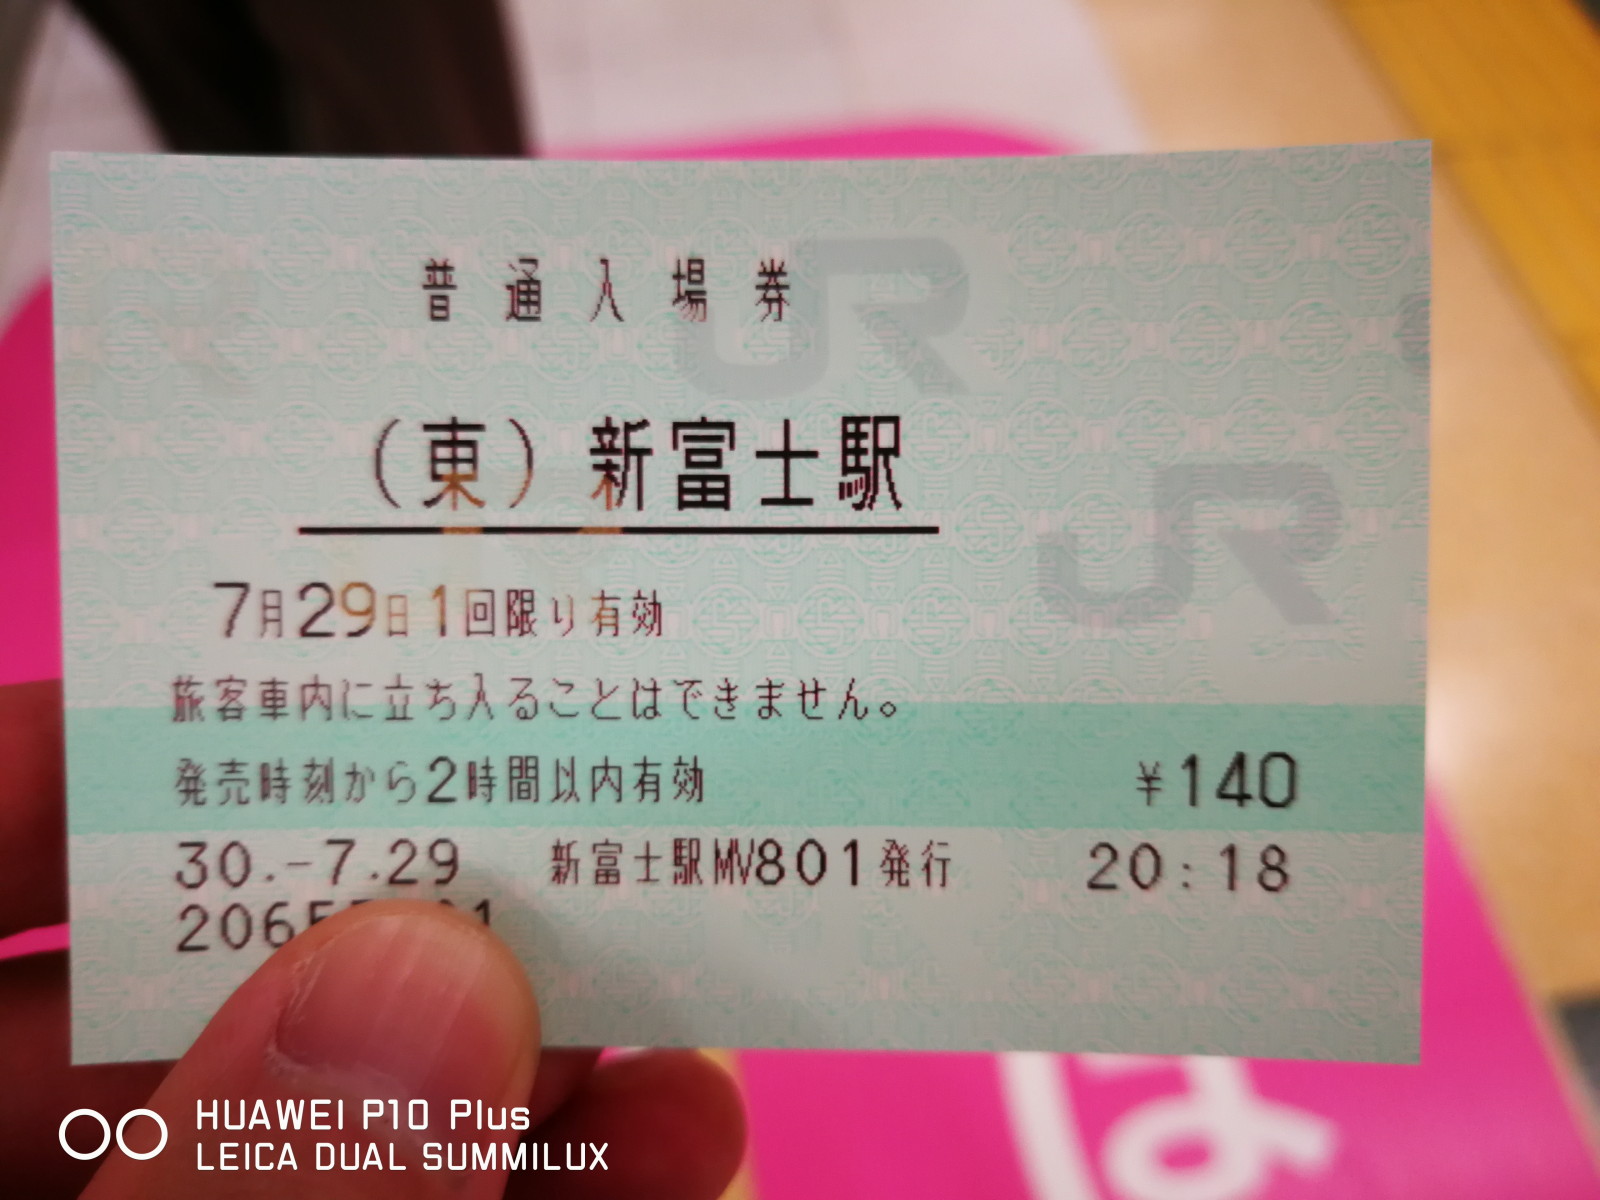 普通入場券
(東)新富士駅
7月29日1回限り有効
旅客車内に立ち入ることはできません。
発売時刻から2時間以内有効 ¥140
30.-7.29 新富士駅MV801発行 20:18
JR
JR
は
HUAWEI P10 Plus
LEICA DUAL SUMMILUX